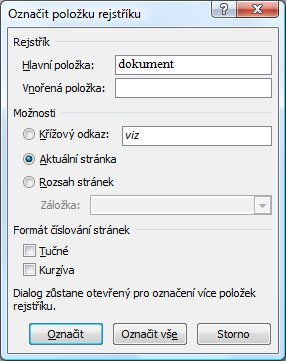 Označit položku rejstříku
Rejstřík
Hlavní položka: dokument
Vnořená položka:
Možnosti
Křížový odkaz: viz
Aktuální stránka
Rozsah stránek
Záložka:
Formát číslování stránek
Tučné
Kurzíva
Dialog zůstane otevřený pro označení více položek
rejstříku.
Označit Označit vše Storno